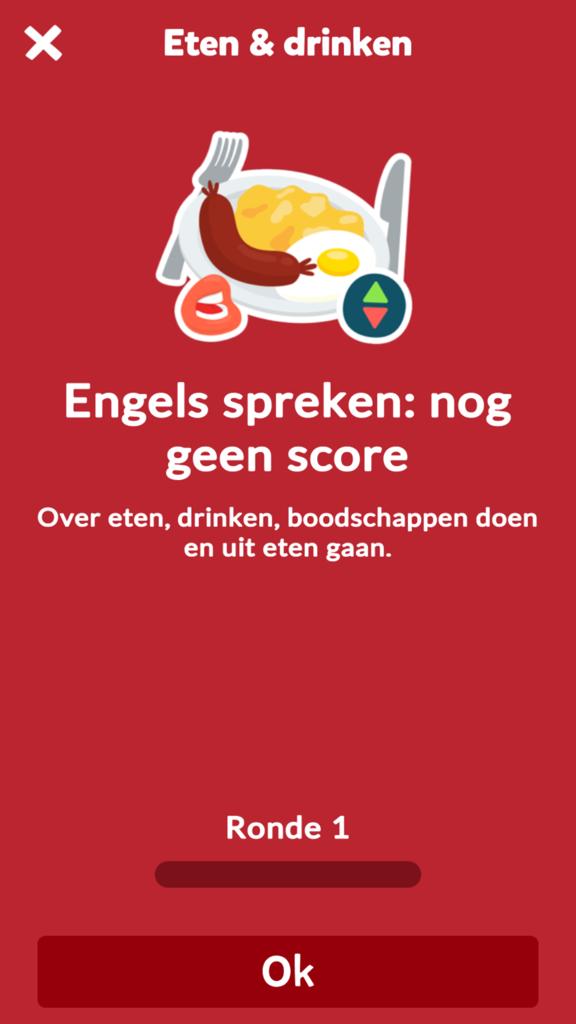 Eten & drinken
Engels spreken: nog
geen score
Over eten, drinken, boodschappen doen
en uit eten gaan.
Ronde 1
Ok